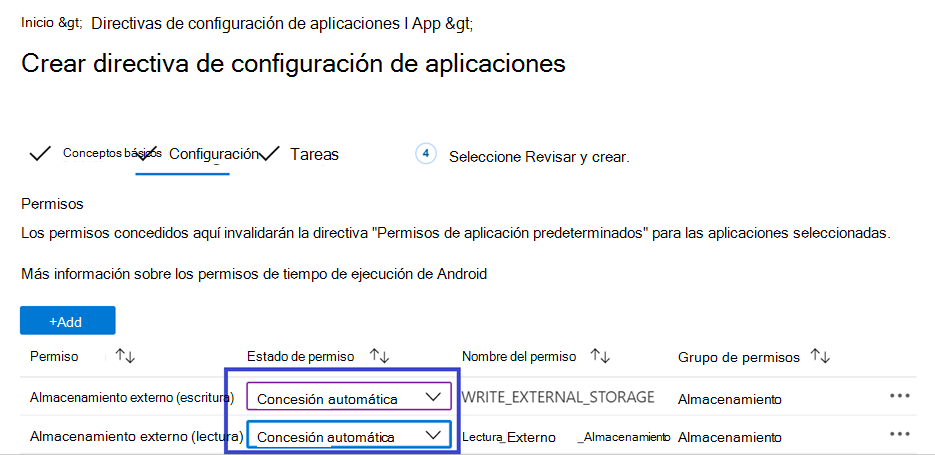 Inicio &gt; Directivas de configuración de aplicaciones | App &gt;
Crear directiva de configuración de aplicaciones
Conceptos básicos Configuración Tareas 4 Seleccione Revisar y crear.
Permisos
Los permisos concedidos aquí invalidarán la directiva "Permisos de aplicación predeterminados" para las aplicaciones seleccionadas.
Más información sobre los permisos de tiempo de ejecución de Android
+Add
Permiso Estado de permiso Nombre del permiso Grupo de permisos
Almacenamiento externo (escritura) Concesión automática WRITE_EXTERNAL_STORAGE Almacenamiento
Almacenamiento externo (lectura) Concesión automática Lectura_Externo _Almacenamiento Almacenamiento